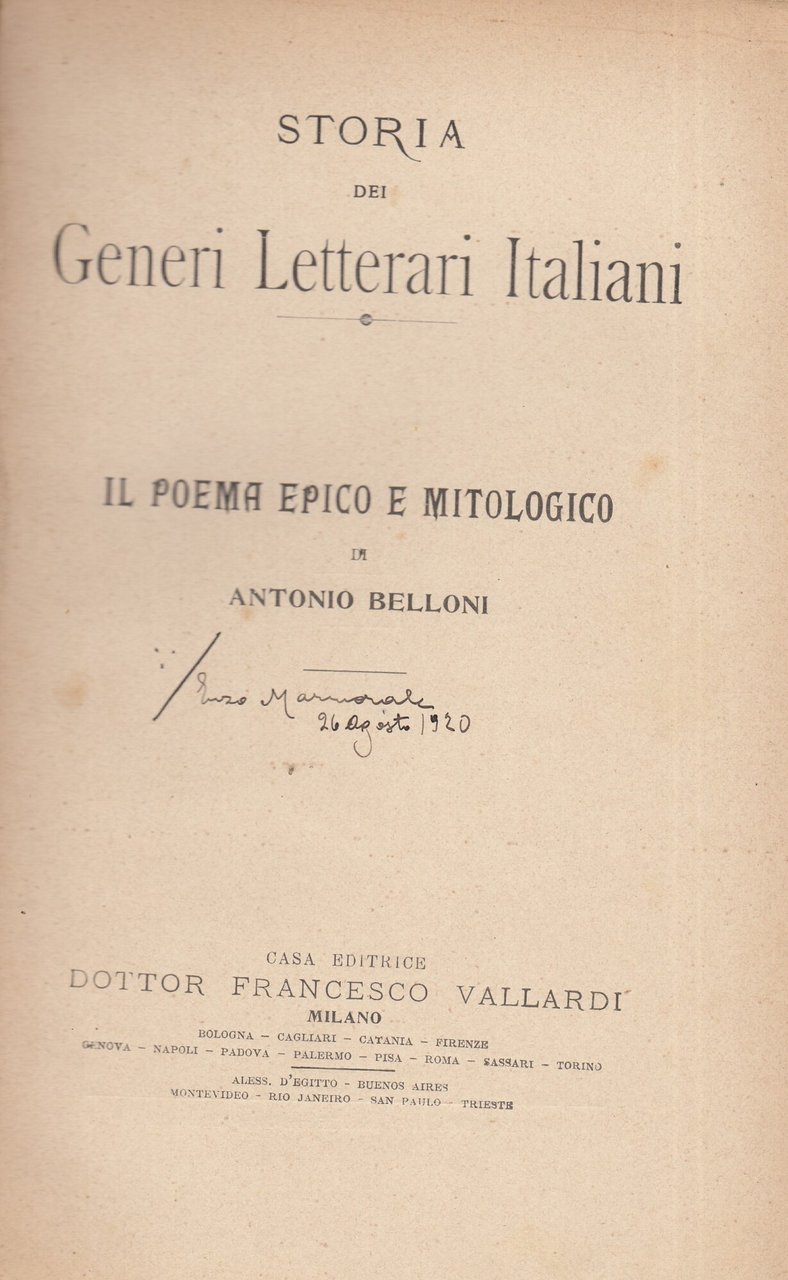 STORIA
DEI
Generi Letterari Italiani
IL POEMA EPICO E MITOLOGICO
DI
ANTONIO BELLONI
Enzo Marmorale
26 Agosto 1920
CASA EDITRICE
DOTTOR FRANCESCO VALLARDI
MILANO
BOLOGNA – CAGLIARI – CATANIA – FIRENZE
GENOVA – NAPOLI – PADOVA – PALERMO – PISA – ROMA – SASSARI – TORINO
ALESS. D'EGITTO – BUENOS AIRES
MONTEVIDEO – RIO JANEIRO – SAN PAULO – TRIESTE